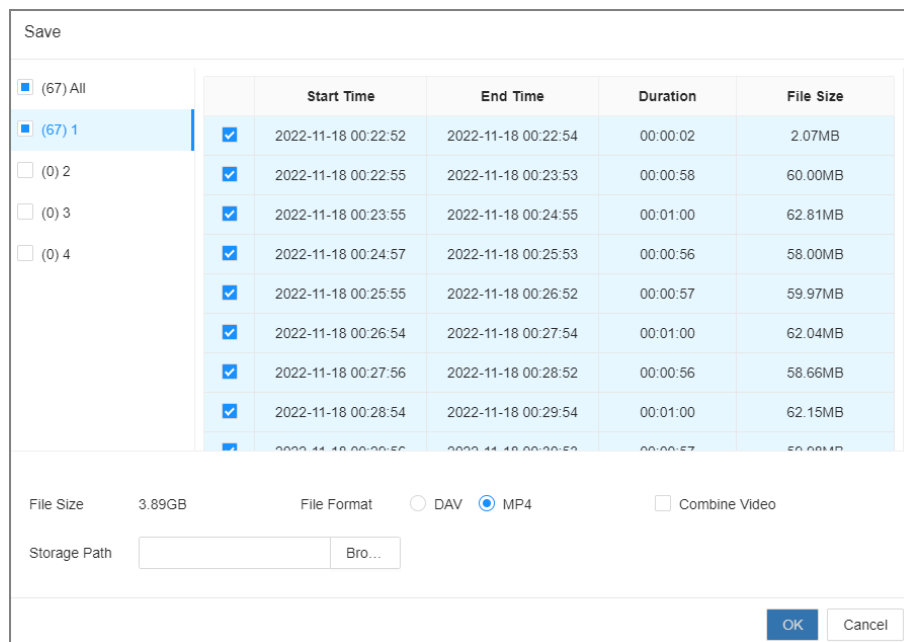 Save
(67) All
(67) 1
(0) 2
(0) 3
(0) 4
Start Time End Time Duration File Size
2022-11-18 00:22:52 2022-11-18 00:22:54 00:00:02 2.07MB
2022-11-18 00:22:55 2022-11-18 00:23:53 00:00:58 60.00MB
2022-11-18 00:23:55 2022-11-18 00:24:55 00:01:00 62.81MB
2022-11-18 00:24:57 2022-11-18 00:25:53 00:00:56 58.00MB
2022-11-18 00:25:55 2022-11-18 00:26:52 00:00:57 59.97MB
2022-11-18 00:26:54 2022-11-18 00:27:54 00:01:00 62.04MB
2022-11-18 00:27:56 2022-11-18 00:28:52 00:00:56 58.66MB
2022-11-18 00:28:54 2022-11-18 00:29:54 00:01:00 62.15MB
File Size 3.89GB File Format DAV MP4 Combine Video
Storage Path Bro...
OK Cancel